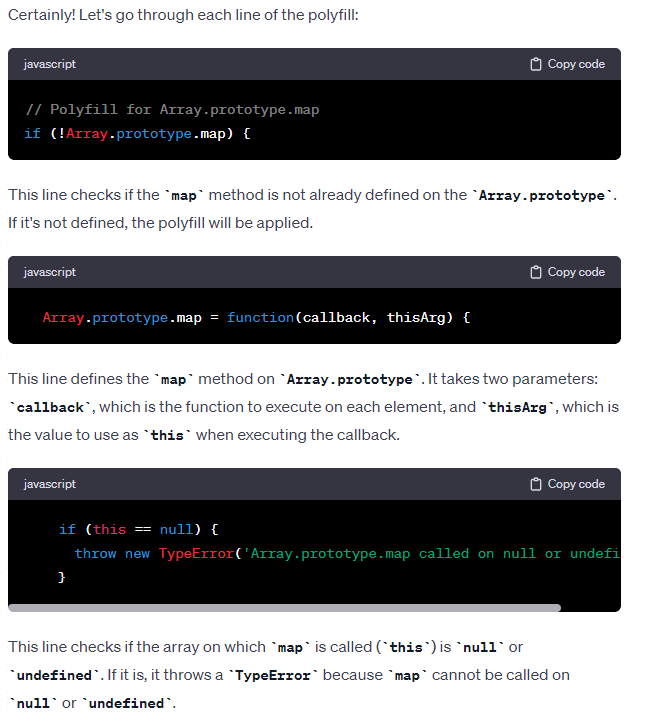 Certainly! Let's go through each line of the polyfill:
javascript Copy code
// Polyfill for Array.prototype.map
if (!Array.prototype.map) {
This line checks if the `map` method is not already defined on the `Array.prototype`.
If it's not defined, the polyfill will be applied.
javascript Copy code
Array.prototype.map = function(callback, thisArg) {
This line defines the `map` method on `Array.prototype`. It takes two parameters:
`callback`, which is the function to execute on each element, and `thisArg`, which is
the value to use as `this` when executing the callback.
javascript Copy code
if (this == null) {
throw new TypeError('Array.prototype.map called on null or undefi
}
This line checks if the array on which `map` is called (`this`) is `null` or
`undefined`. If it is, it throws a `TypeError` because `map` cannot be called on
`null` or `undefined`.